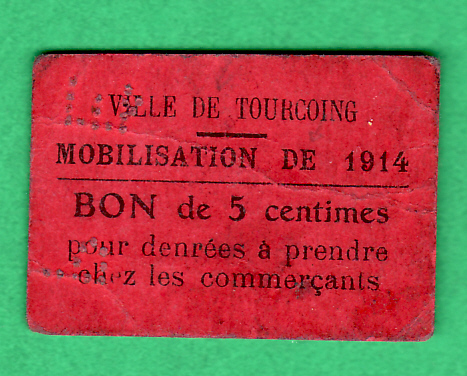 VILLE DE TOURCOING
MOBILISATION DE 1914
BON de 5 centimes
pour denrées à prendre
chez les commerçants